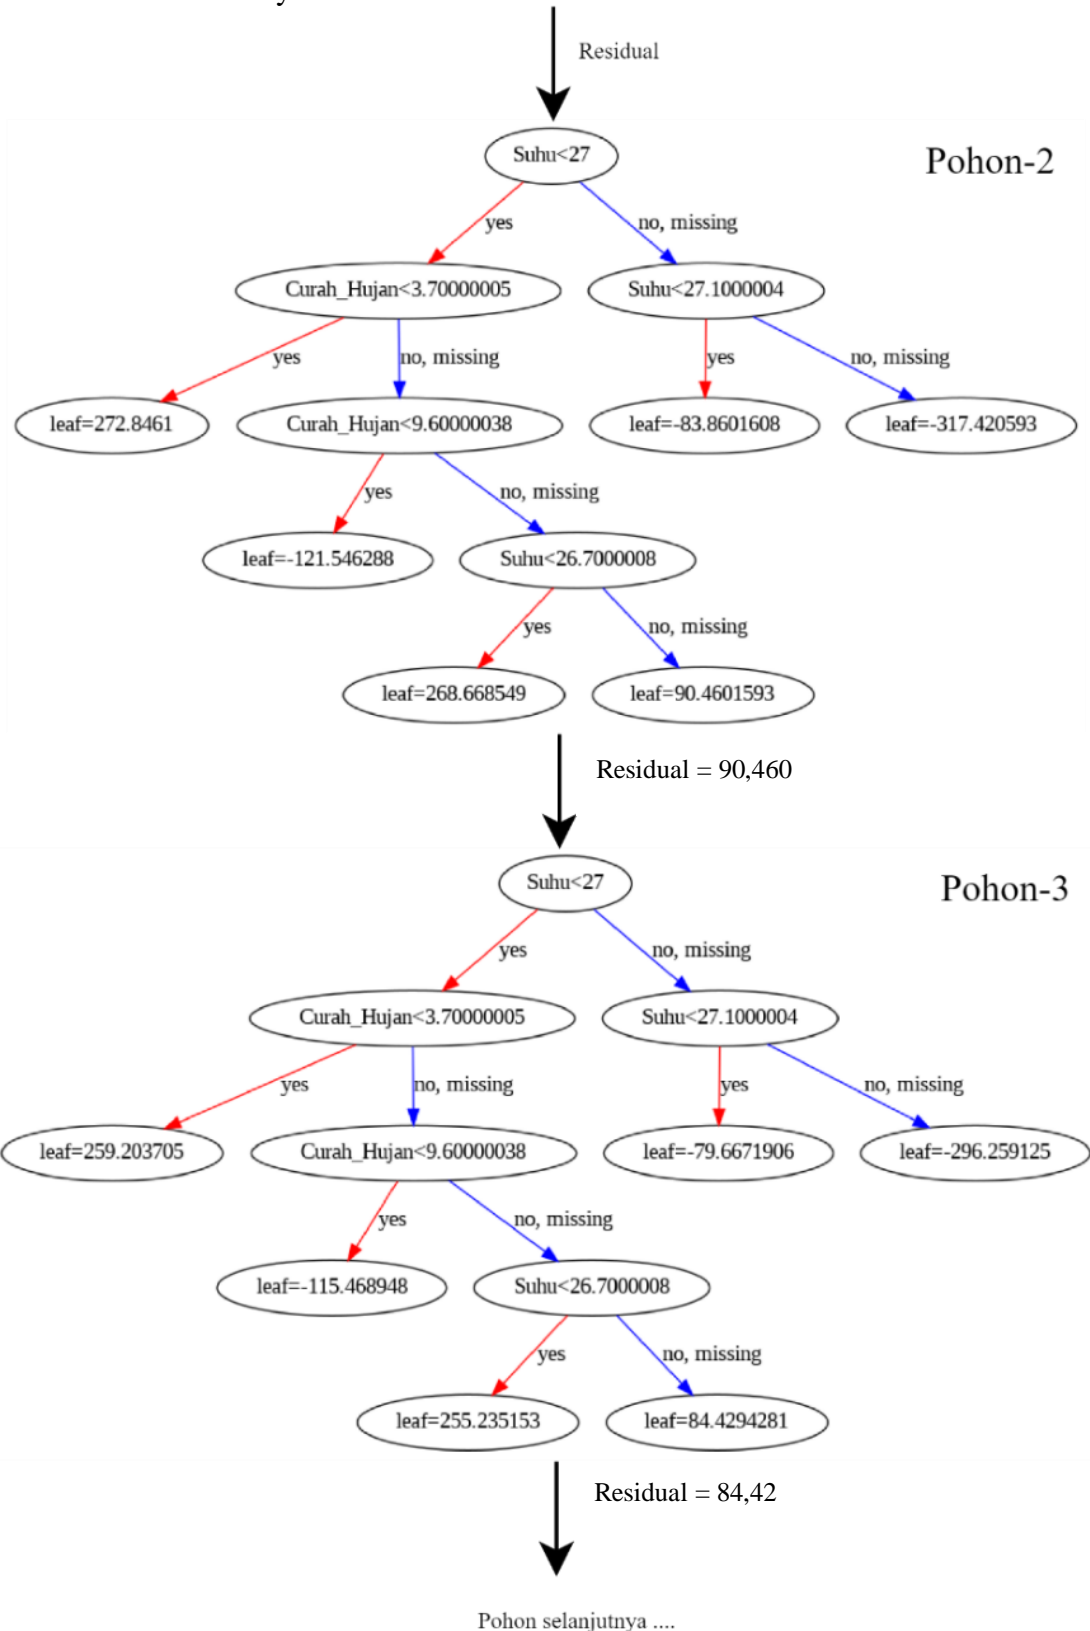 Residual
Suhu<27
Pohon-2
yes
no, missing
Curah_Hujan<3.70000005
Suhu<27.1000004
yes
no, missing
yes
no, missing
leaf=272.8461
Curah_Hujan<9.60000038
leaf=-83.8601608
leaf=-317.420593
yes
no, missing
leaf=-121.546288
Suhu<26.7000008
yes
no, missing
leaf=268.668549
leaf=90.4601593
Residual = 90,460
Suhu<27
Pohon-3
yes
no, missing
Curah_Hujan<3.70000005
Suhu<27.1000004
yes
no, missing
yes
no, missing
leaf=259.203705
Curah_Hujan<9.60000038
leaf=-79.6671906
leaf=-296.259125
yes
no, missing
leaf=-115.468948
Suhu<26.7000008
yes
no, missing
leaf=255.235153
leaf=84.4294281
Residual = 84,42
Pohon selanjutnya ....